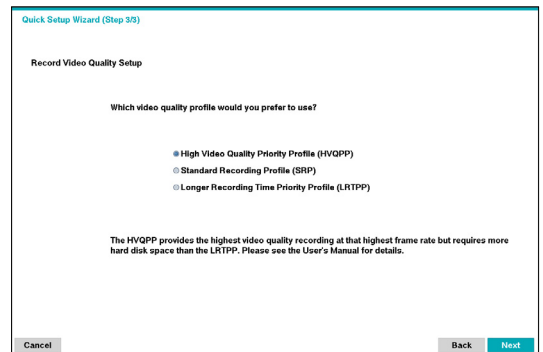 Quick Setup Wizard (Step 3/3)
Record Video Quality Setup
Which video quality profile would you prefer to use?
High Video Quality Priority Profile (HVQPP)
Standard Recording Profile (SRP)
Longer Recording Time Priority Profile (LRTPP)
The HVQPP provides the highest video quality recording at that highest frame rate but requires more
hard disk space than the LRTPP. Please see the User's Manual for details.
Cancel
Back
Next